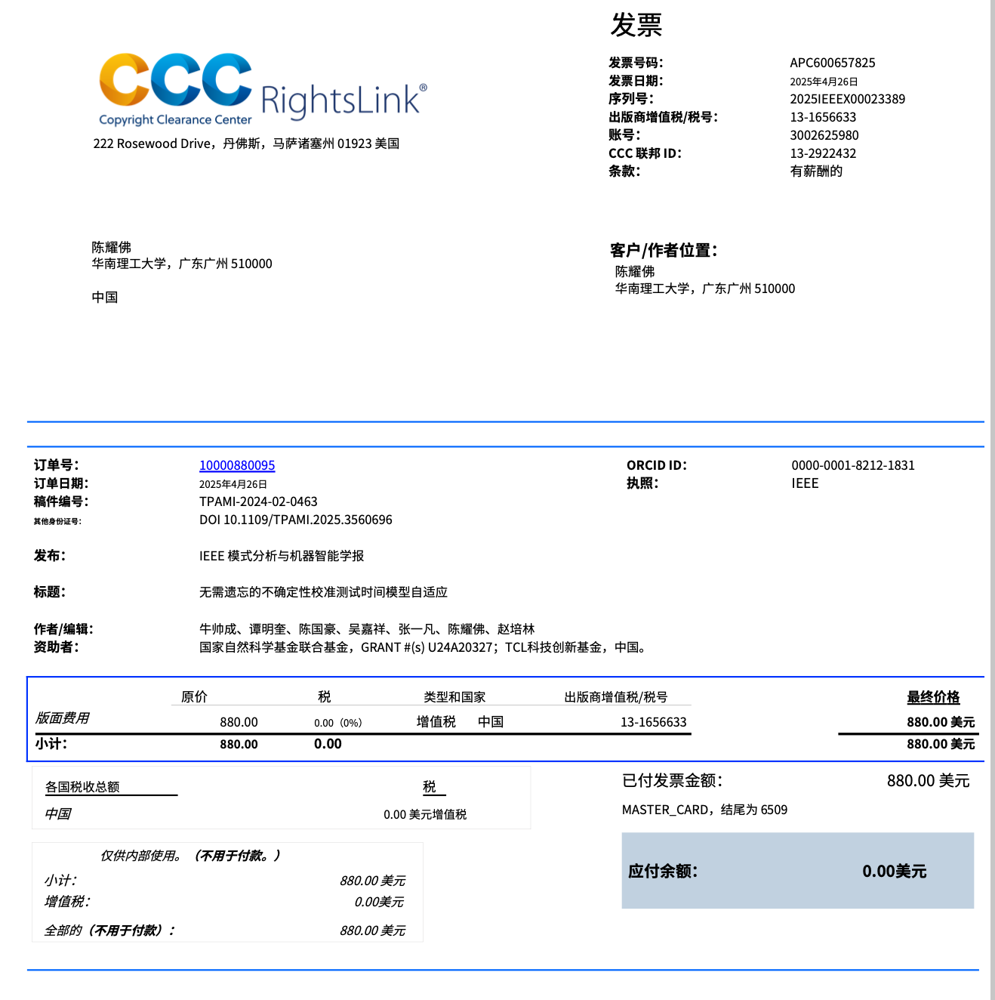 发票
CCC RightsLink®
Copyright Clearance Center
222 Rosewood Drive，丹佛斯，马萨诸塞州 01923 美国
发票号码： APC600657825
发票日期： 2025年4月26日
序列号： 2025IEEEX00023389
出版商增值税/税号： 13-1656633
账号： 3002625980
CCC 联邦 ID： 13-2922432
条款： 有薪酬的
陈耀佛
华南理工大学，广东广州 510000
中国
客户/作者位置：
陈耀佛
华南理工大学，广东广州 510000
订单号： 10000880095 ORCID ID： 0000-0001-8212-1831
订单日期： 2025年4月26日 执照： IEEE
稿件编号： TPAMI-2024-02-0463
其他身份证号： DOI 10.1109/TPAMI.2025.3560696
发布： IEEE 模式分析与机器智能学报
标题： 无需遗忘的不确定性校准测试时间模型自适应
作者/编辑： 牛帅成、谭明奎、陈国豪、吴嘉祥、张一凡、陈耀佛、赵培林
资助者： 国家自然科学基金联合基金，GRANT #(s) U24A20327；TCL科技创新基金，中国。
原价 税 类型和国家 出版商增值税/税号 最终价格
版面费用 880.00 0.00（0%） 增值税 中国 13-1656633 880.00 美元
小计： 880.00 0.00 880.00 美元
各国税收总额 税
中国 0.00 美元增值税
已付发票金额： 880.00 美元
MASTER_CARD，结尾为 6509
应付余额： 0.00美元
仅供内部使用。（不用于付款。）
小计： 880.00 美元
增值税： 0.00美元
全部的（不用于付款）： 880.00 美元